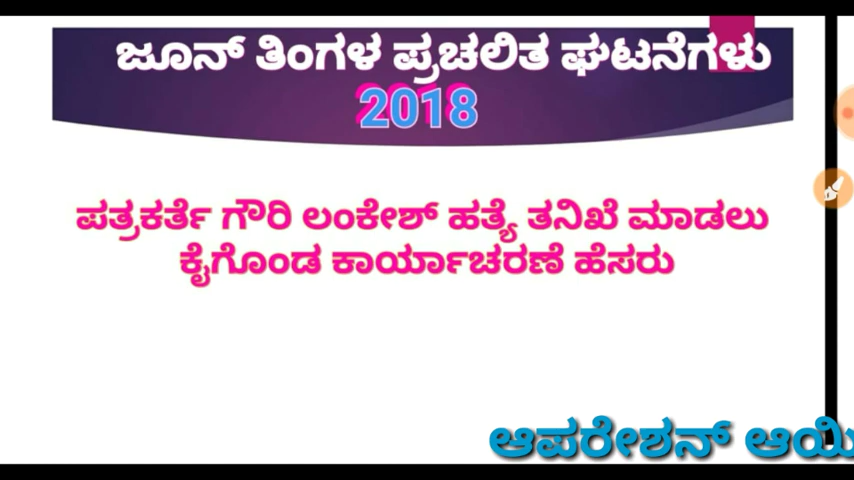 ಜೂನ್ ತಿಂಗಳ ಪ್ರಚಲಿತ ಘಟನೆಗಳು
2018
ಪತ್ರಕರ್ತೆ ಗೌರಿ ಲಂಕೇಶ್ ಹತ್ಯೆ ತನಿಖೆ ಮಾಡಲು
ಕೈಗೊಂಡ ಕಾರ್ಯಾಚರಣೆ ಹೆಸರು
ಆಪರೇಶನ್